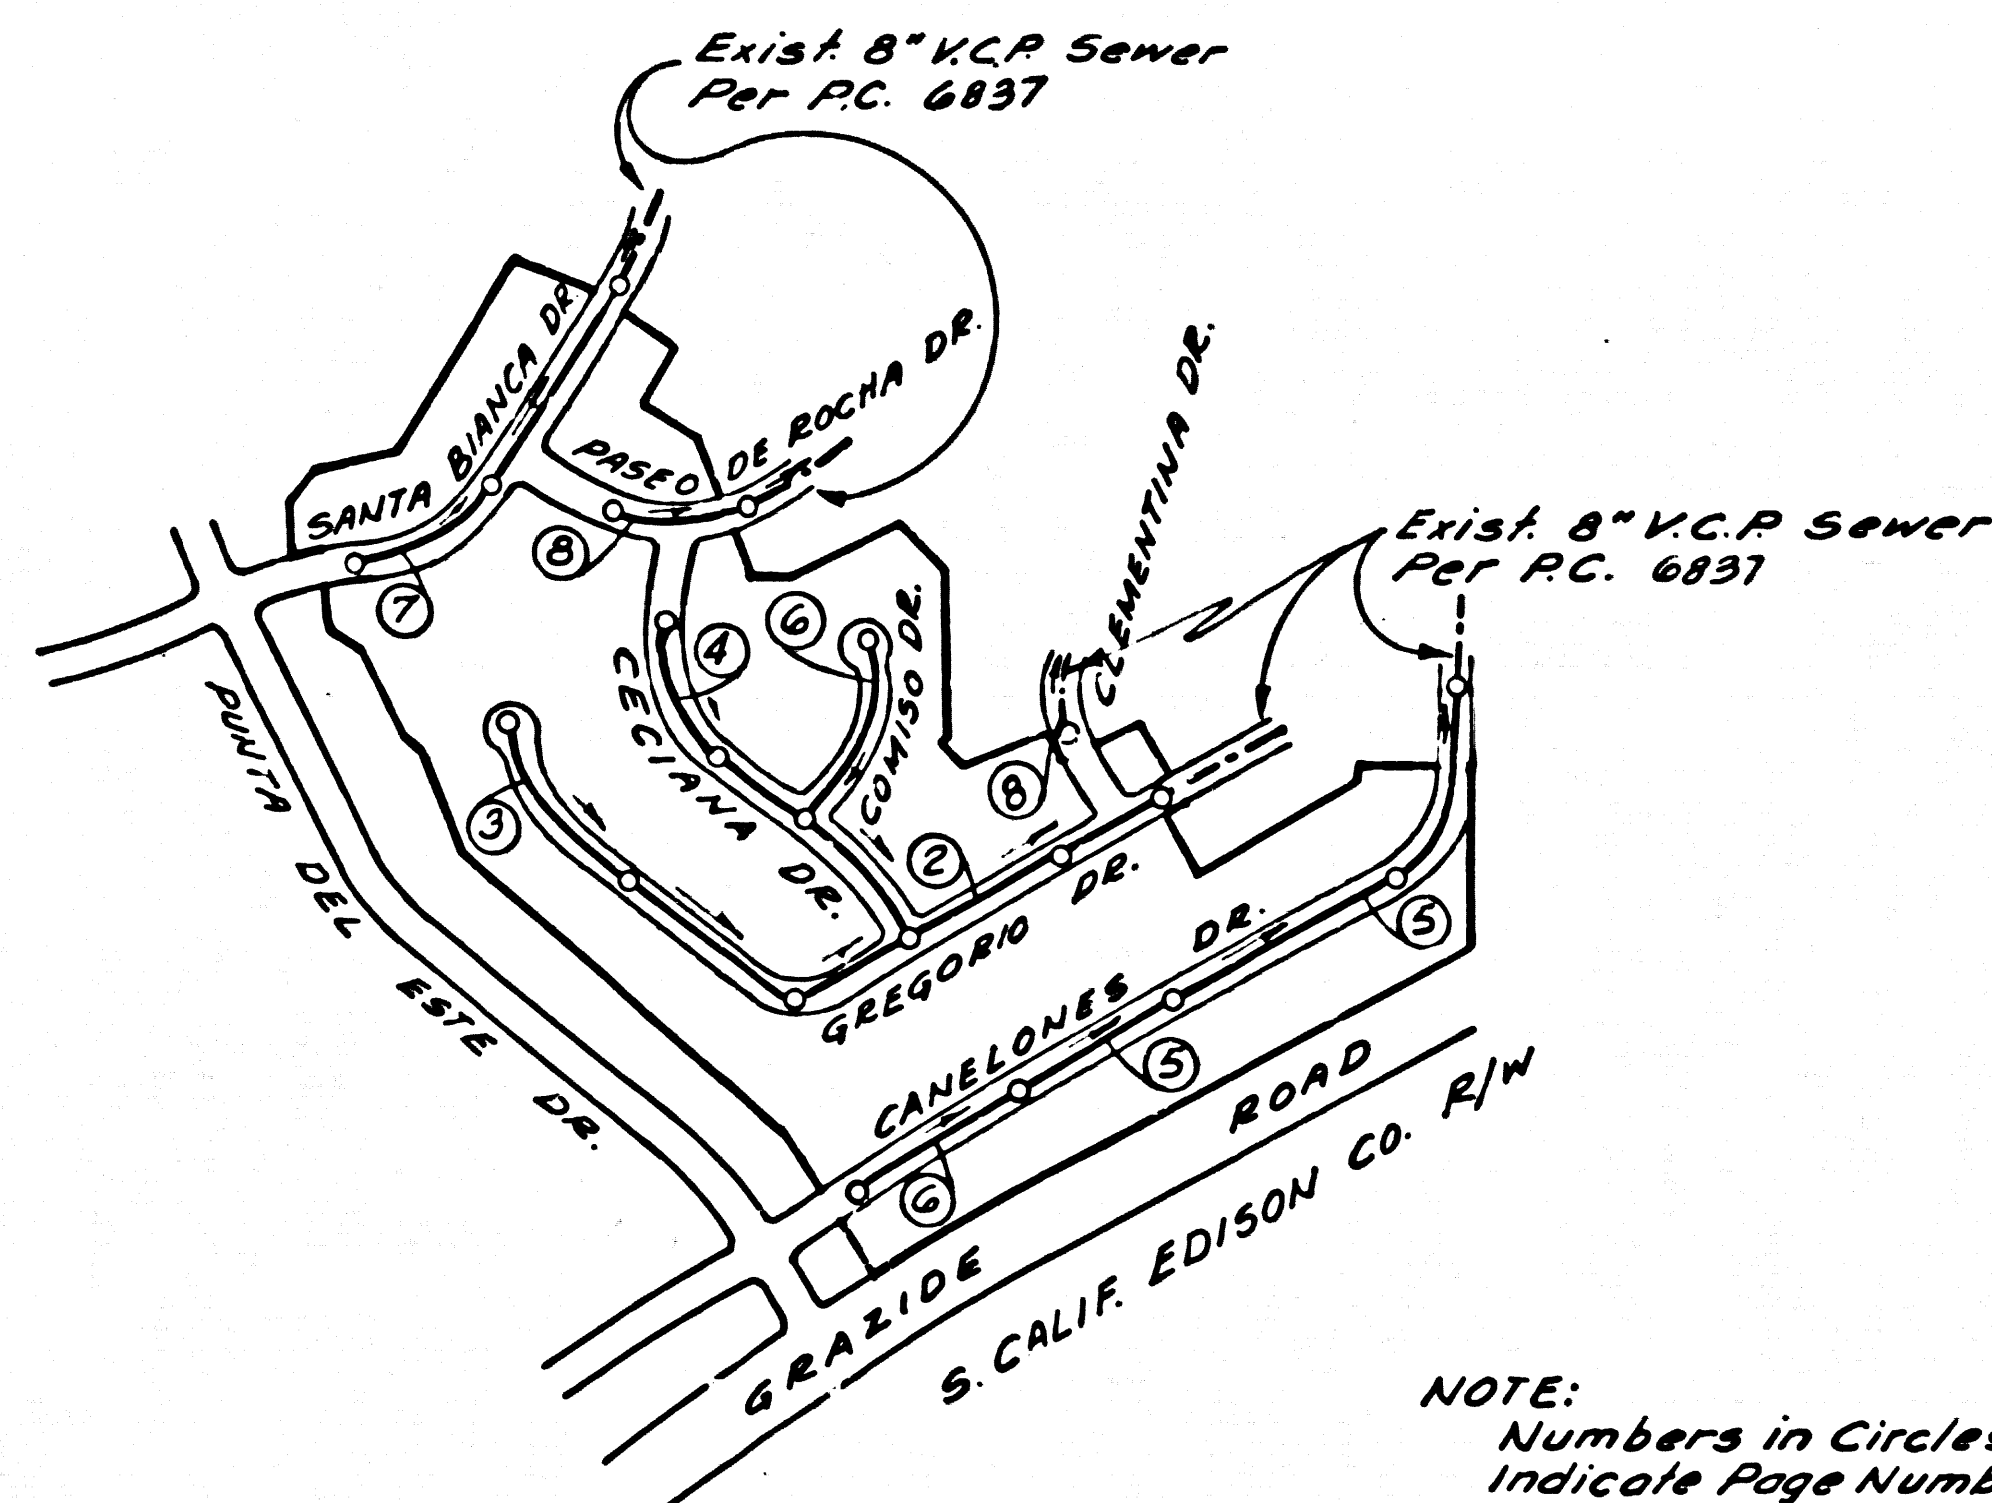 Exist. 8" V.C.P. Sewer
Per P.C. 6837
SANTA BIANCA DR.
PASEO DE ROCHA DR.
CLEMENTINA DR.
Exist. 8" V.C.P. Sewer
Per P.C. 6837
8
7
6
4
CECIANA DR.
COMISO DR.
PUNTA DEL ESTE DR.
3
8
2
GREGORIO DR.
5
CANELONES DR.
5
6
GRAZIDE ROAD
S. CALIF. EDISON CO. R/W
NOTE:
Numbers in Circles
Indicate Page Numb